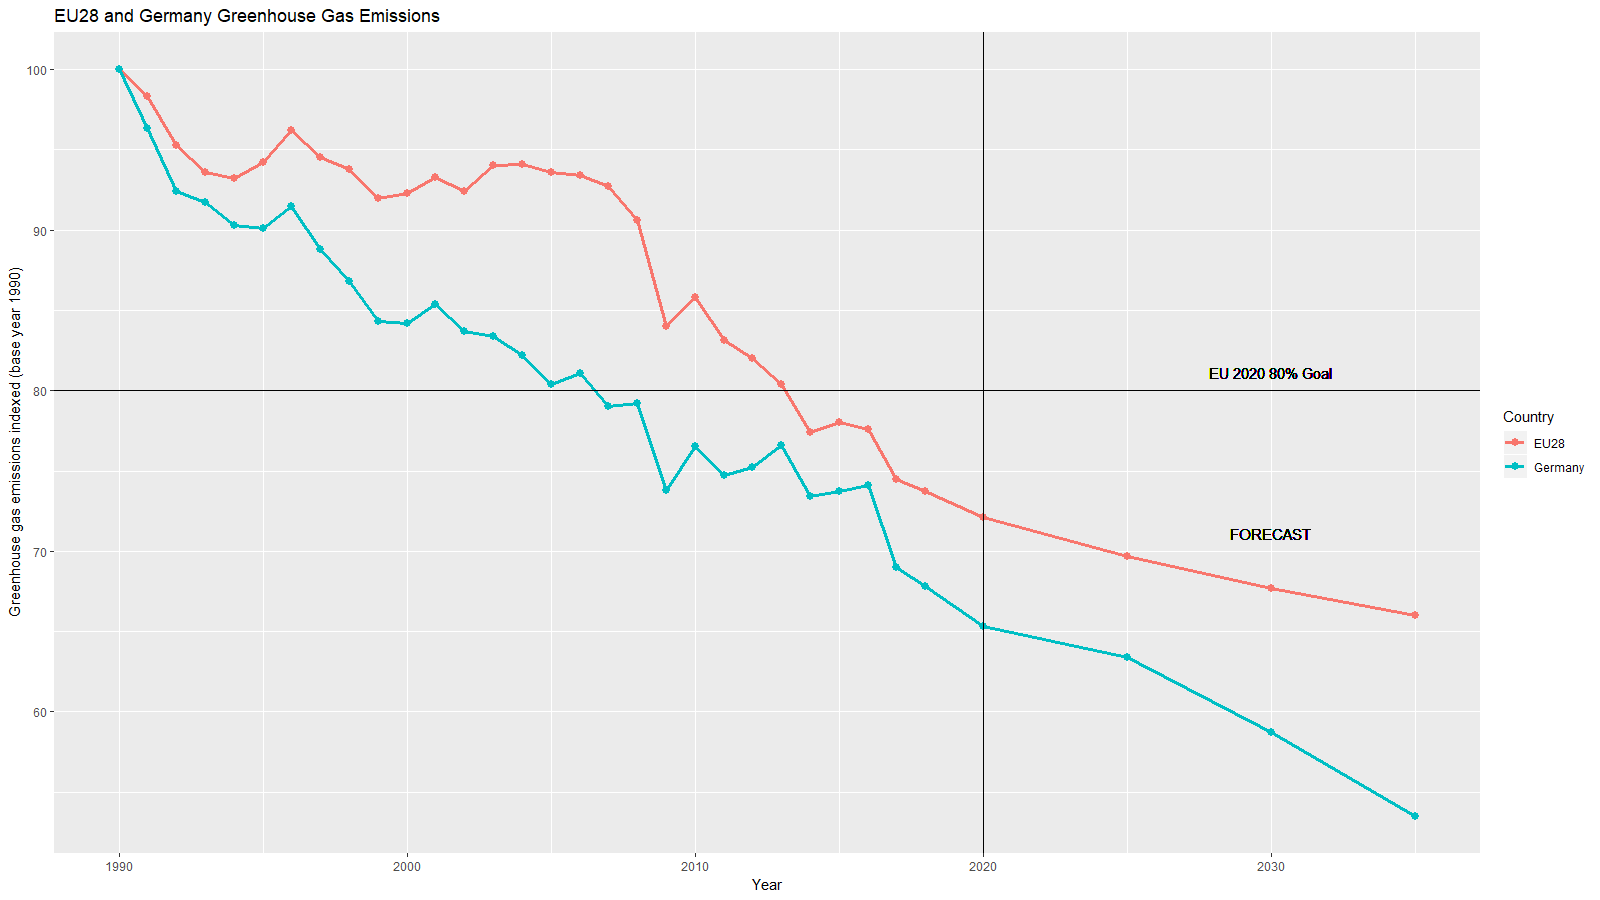 EU28 and Germany Greenhouse Gas Emissions
Greenhouse gas emissions indexed (base year 1990)
100
90
80
70
60
EU 2020 80% Goal
FORECAST
Country
EU28
Germany
1990
2000
2010
2020
2030
Year